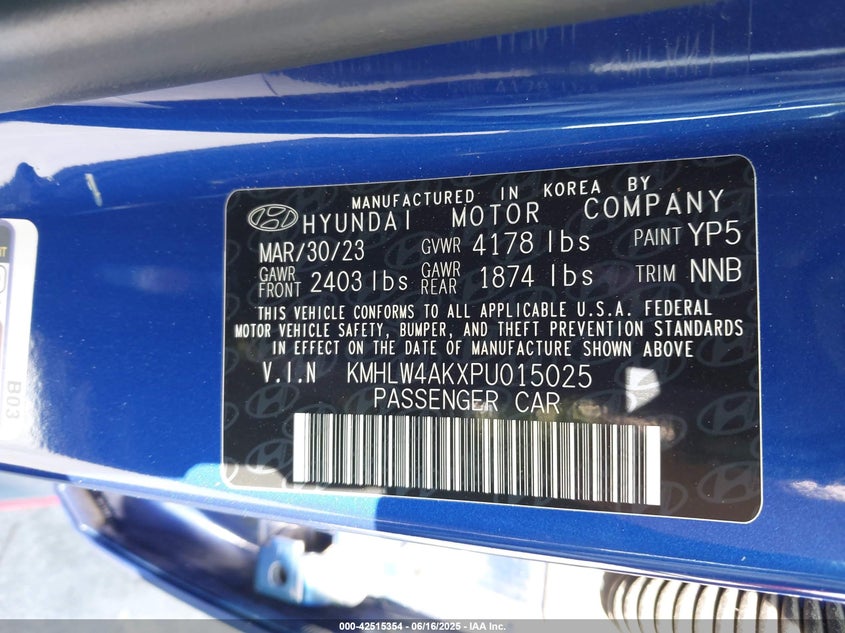 MANUFACTURED IN KOREA BY
HYUNDAI MOTOR COMPANY
MAR/30/23 GVWR 4178 lbs PAINT YP5
GAWR FRONT 2403 lbs GAWR REAR 1874 lbs TRIM NNB
THIS VEHICLE CONFORMS TO ALL APPLICABLE U.S.A. FEDERAL
MOTOR VEHICLE SAFETY, BUMPER, AND THEFT PREVENTION STANDARDS
IN EFFECT ON THE DATE OF MANUFACTURE SHOWN ABOVE
V.I.N KMHLW4AKXPU015025
PASSENGER CAR
B03
000-42515354 - 06/16/2025 - IAA Inc.